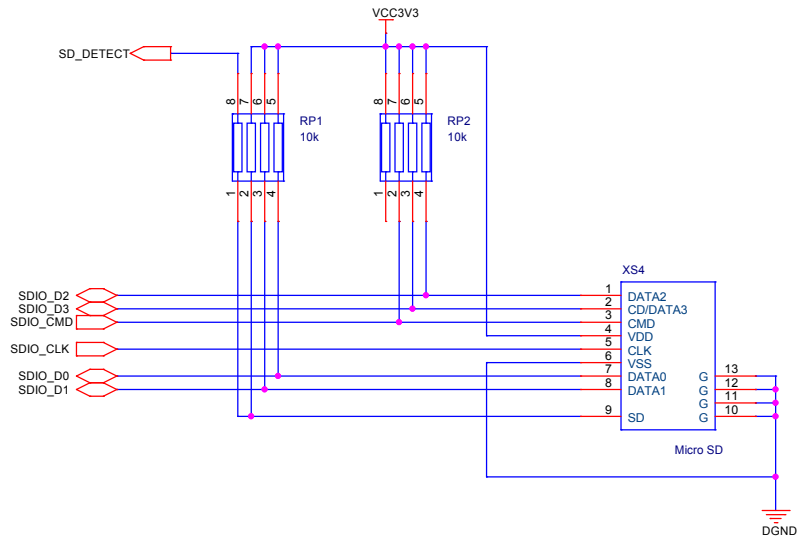 VCC3V3
SD_DETECT
8 7 6 5
8 7 6 5
RP1
10k
RP2
10k
1 2 3 4
1 2 3 4
XS4
SDIO_D2
1
DATA2
SDIO_D3
2
CD/DATA3
SDIO_CMD
3
CMD
4
VDD
SDIO_CLK
5
CLK
6
VSS
SDIO_D0
7
DATA0
G
13
SDIO_D1
8
DATA1
G
12
G
11
9
SD
G
10
Micro SD
DGND